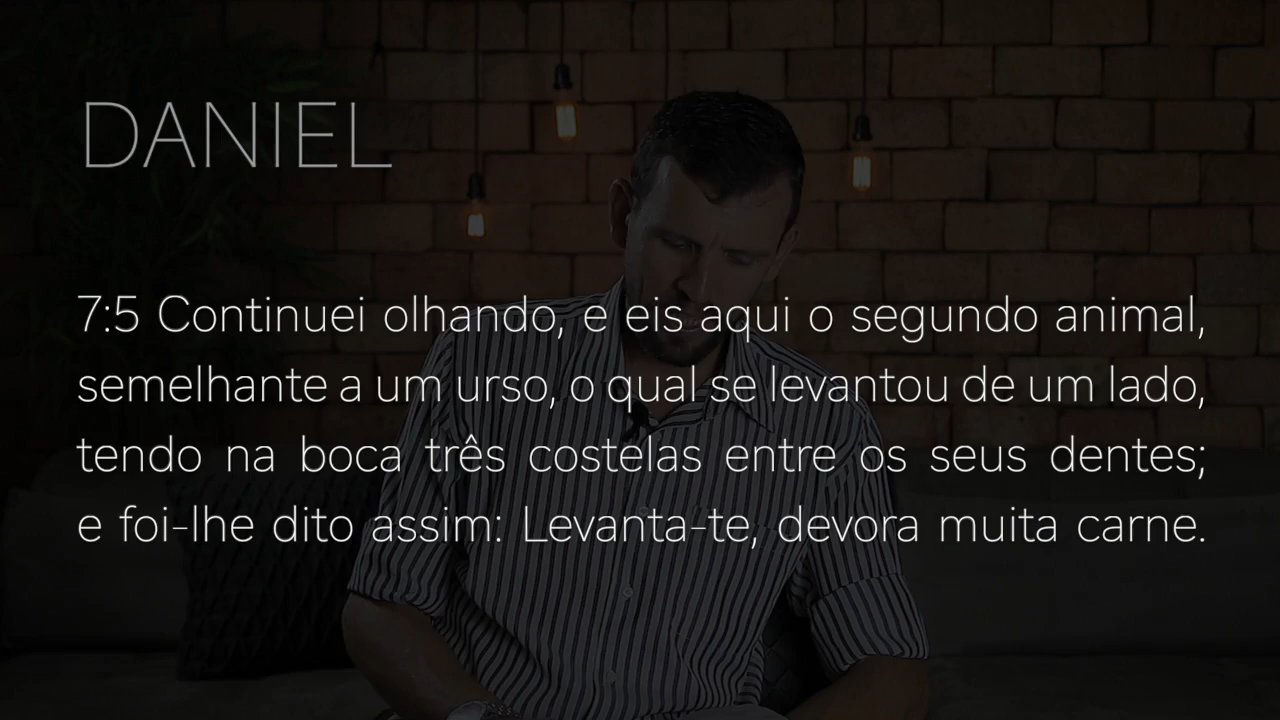 DANIEL
7:5 Continuei olhando, e eis aqui o segundo animal,
semelhante a um urso, o qual se levantou de um lado,
tendo na boca três costelas entre os seus dentes;
e foi-lhe dito assim: Levanta-te, devora muita carne.